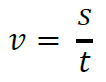 v = s/t